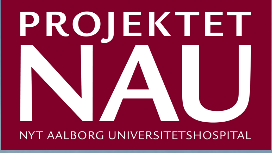 PROJEKTET
NAU
NYT AALBORG UNIVERSITETSHOSPITAL